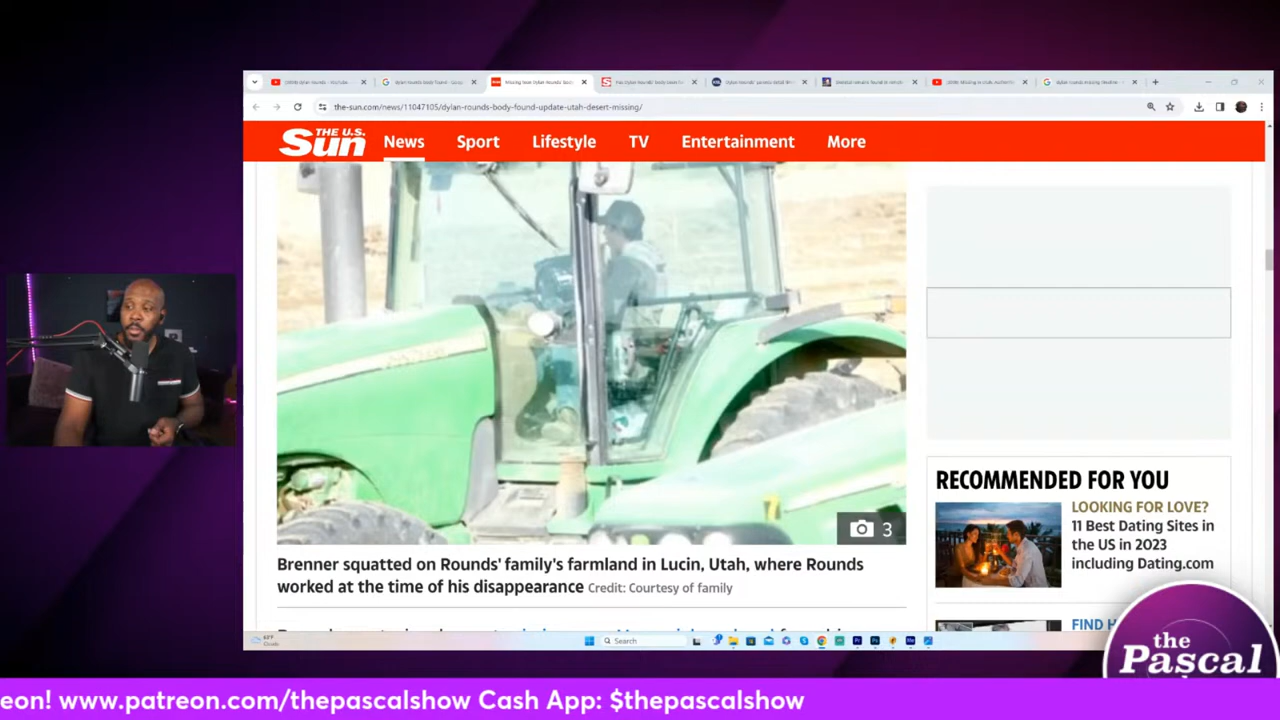 the-sun.com/news/11047105/dylan-rounds-body-found-update-utah-desert-missing/
THE U.S.
Sun
News
Sport
Lifestyle
TV
Entertainment
More
3
Brenner squatted on Rounds' family's farmland in Lucin, Utah, where Rounds
worked at the time of his disappearance Credit: Courtesy of family
RECOMMENDED FOR YOU
LOOKING FOR LOVE?
11 Best Dating Sites in
the US in 2023
including Dating.com
FIND H
Search
the
Pascal
eon! www.patreon.com/thepascalshow Cash App: $thepascalshow